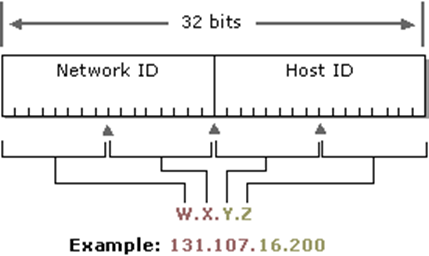 32 bits
Network ID Host ID
W.X.Y.Z
Example: 131.107.16.200